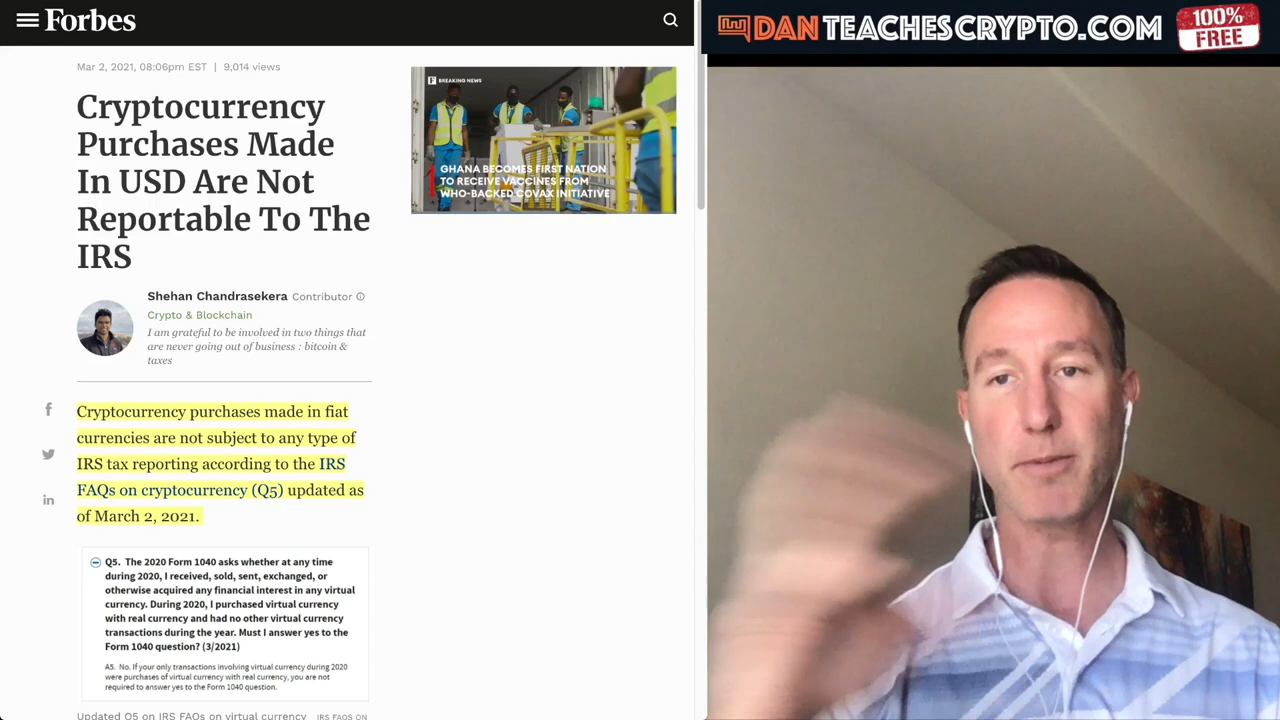 Forbes
DANTEACHESCRYPTO.COM
100%
FREE
Mar 2, 2021, 08:06pm EST | 9,014 views
Cryptocurrency
Purchases Made
In USD Are Not
Reportable To The
IRS
BREAKING NEWS
GHANA BECOMES FIRST NATION
TO RECEIVE VACCINES FROM
WHO-BACKED COVAX INITIATIVE
Shehan Chandrasekera Contributor
Crypto & Blockchain
I am grateful to be involved in two things that
are never going out of business : bitcoin &
taxes
Cryptocurrency purchases made in fiat
currencies are not subject to any type of
IRS tax reporting according to the IRS
FAQs on cryptocurrency (Q5) updated as
of March 2, 2021.
Q5. The 2020 Form 1040 asks whether at any time
during 2020, I received, sold, sent, exchanged, or
otherwise acquired any financial interest in any virtual
currency. During 2020, I purchased virtual currency
with real currency and had no other virtual currency
transactions during the year. Must I answer yes to the
Form 1040 question? (3/2021)
A5. No. If your only transactions involving virtual currency during 2020
were purchases of virtual currency with real currency, you are not
required to answer yes to the Form 1040 question.
Updated Q5 on IRS FAQs on virtual currency IRS FAQS ON